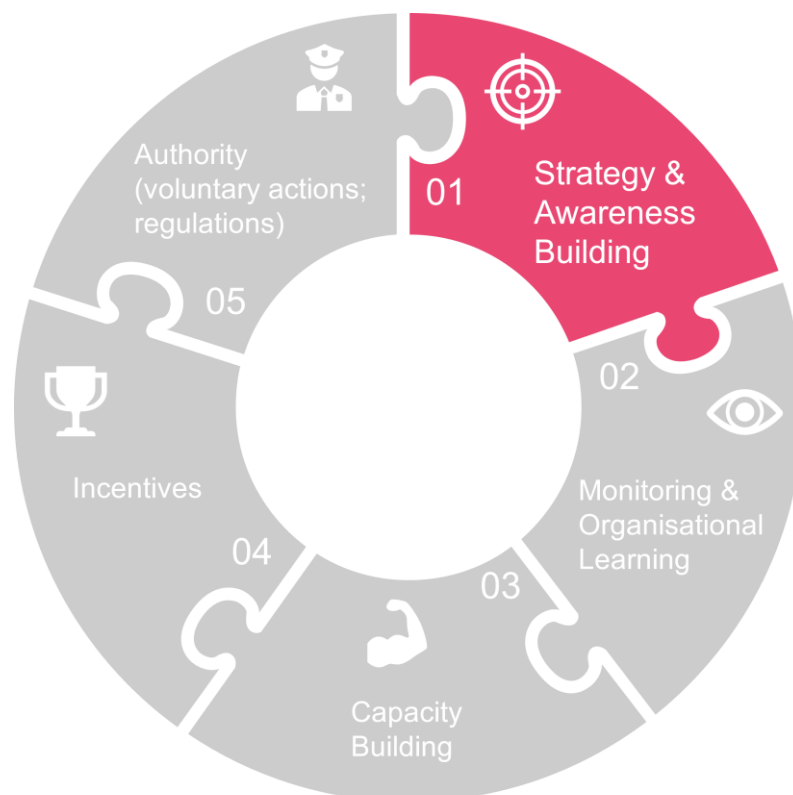 01
Strategy &
Awareness
Building
02
Monitoring &
Organisational
Learning
03
Capacity
Building
04
Incentives
05
Authority
(voluntary actions;
regulations)